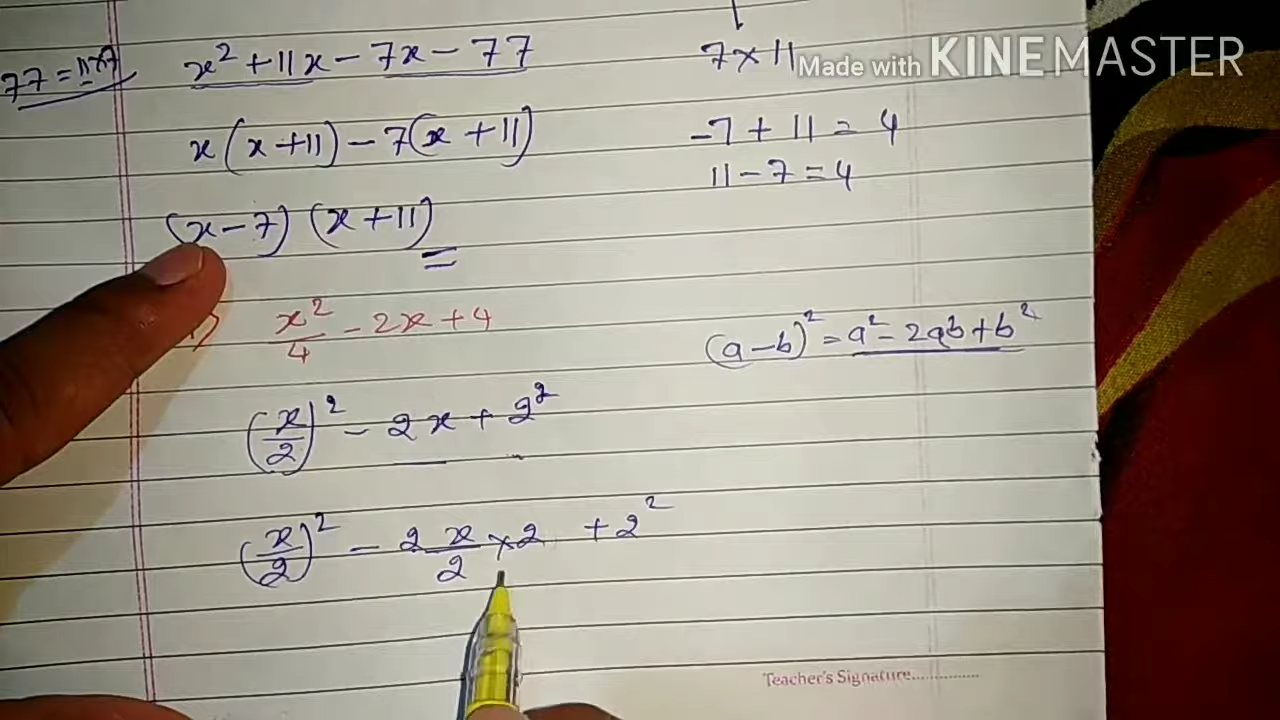 77 = 11×7
x² + 11x - 7x - 77
7 × 11
Made with KINEMASTER
x(x + 11) - 7(x + 11)
-7 + 11 = 4
11 - 7 = 4
(x - 7) (x + 11)
x²/4 - 2x + 4
(a - b)² = a² - 2ab + b²
(x/2)² - 2x + 2²
(x/2)² - 2 x/2 × 2 + 2²
Teacher's Signature...............